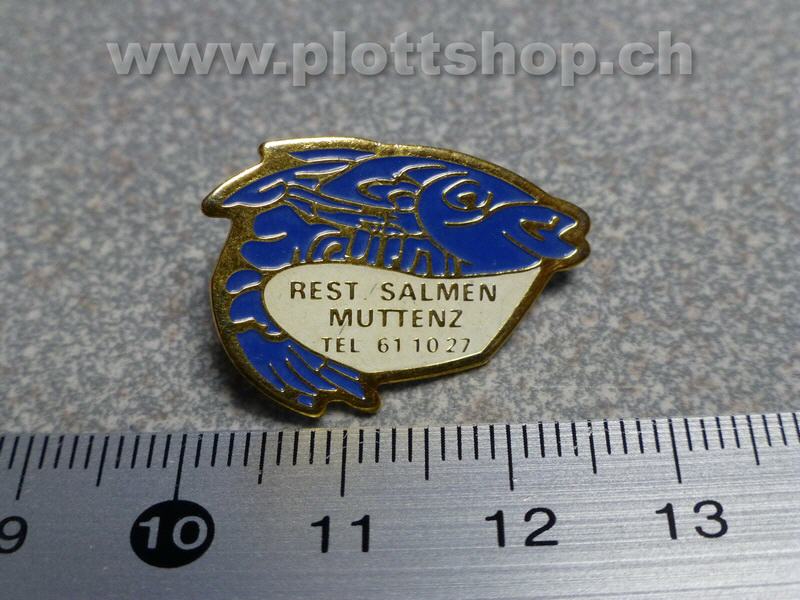 www.plottshop.ch
REST. SALMEN
MUTTENZ
TEL 61 10 27
9 10 11 12 13